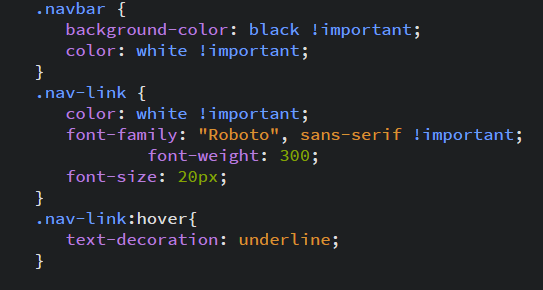 .navbar {
background-color: black !important;
color: white !important;
}
.nav-link {
color: white !important;
font-family: "Roboto", sans-serif !important;
font-weight: 300;
font-size: 20px;
}
.nav-link:hover{
text-decoration: underline;
}